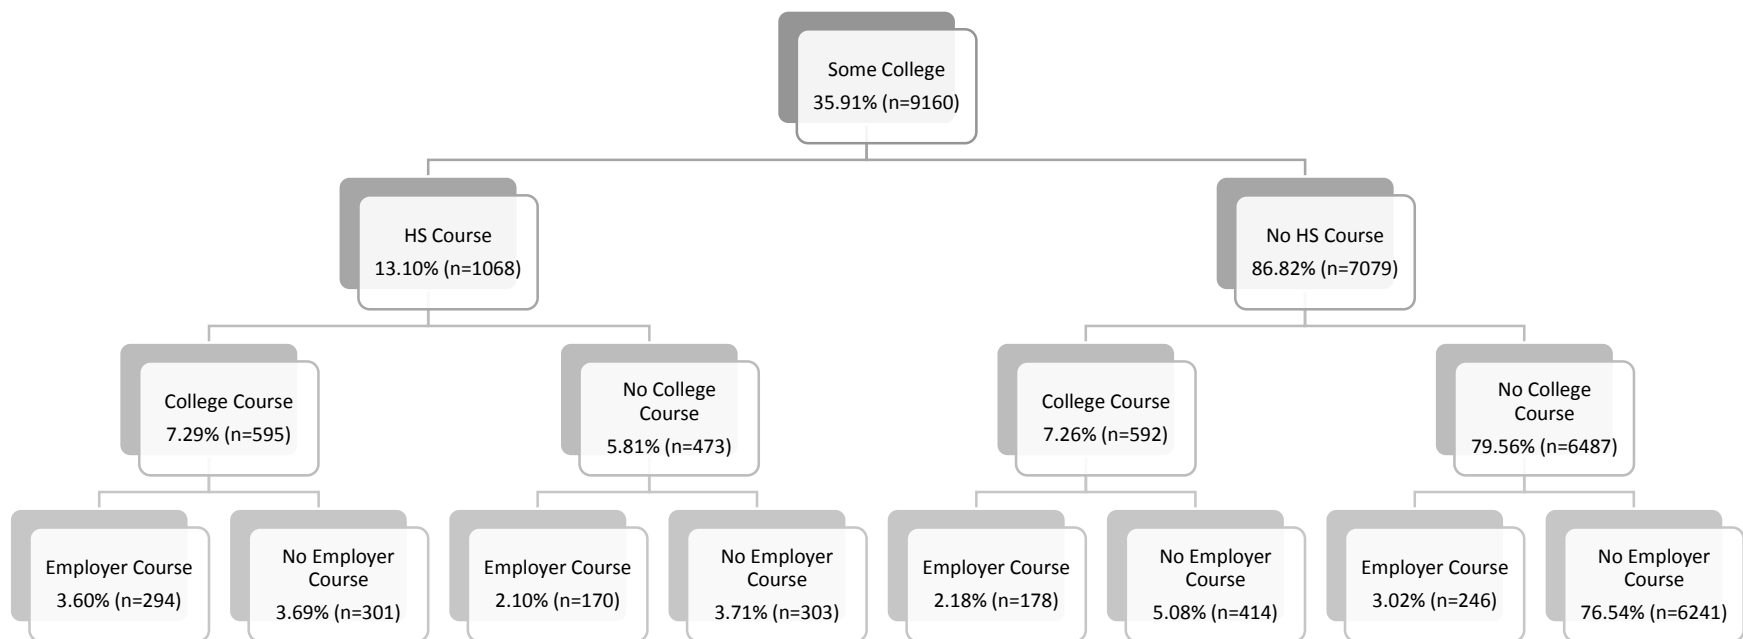 Some College
35.91% (n=9160)
HS Course
13.10% (n=1068)
No HS Course
86.82% (n=7079)
College Course
7.29% (n=595)
No College
Course
5.81% (n=473)
College Course
7.26% (n=592)
No College
Course
79.56% (n=6487)
Employer Course
3.60% (n=294)
No Employer
Course
3.69% (n=301)
Employer Course
2.10% (n=170)
No Employer
Course
3.71% (n=303)
Employer Course
2.18% (n=178)
No Employer
Course
5.08% (n=414)
Employer Course
3.02% (n=246)
No Employer
Course
76.54% (n=6241)